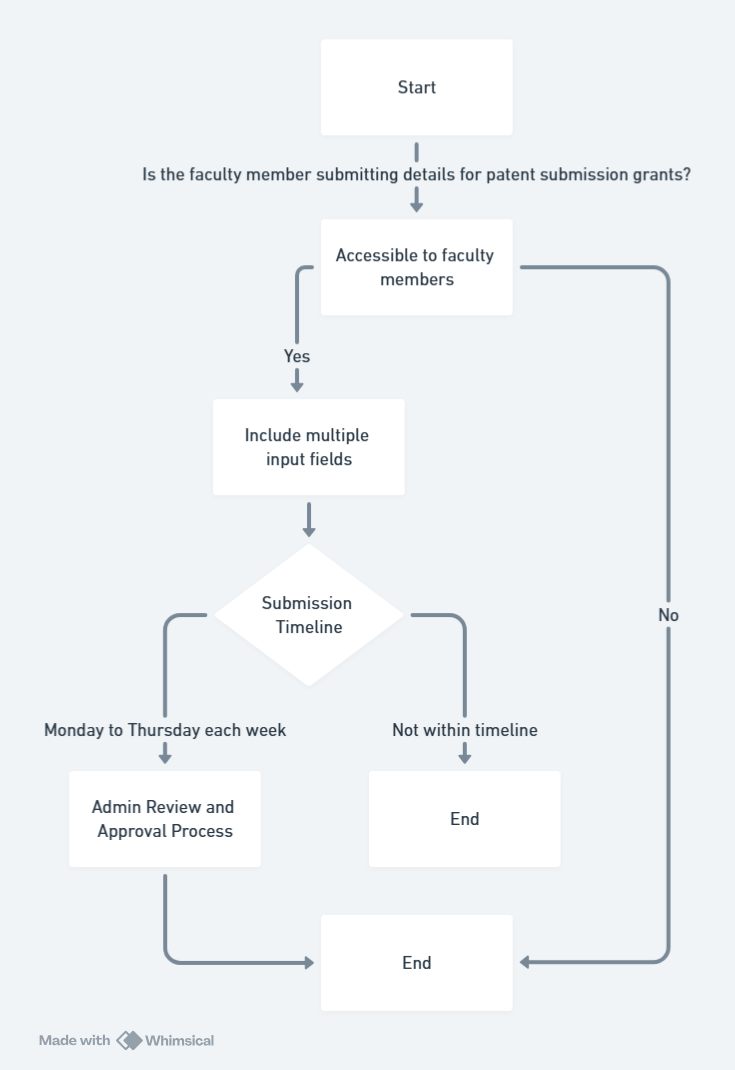 Start
Is the faculty member submitting details for patent submission grants?
Accessible to faculty
members
Yes
Include multiple
input fields
Submission
Timeline
No
Monday to Thursday each week
Not within timeline
Admin Review and
Approval Process
End
End
Made with Whimsical